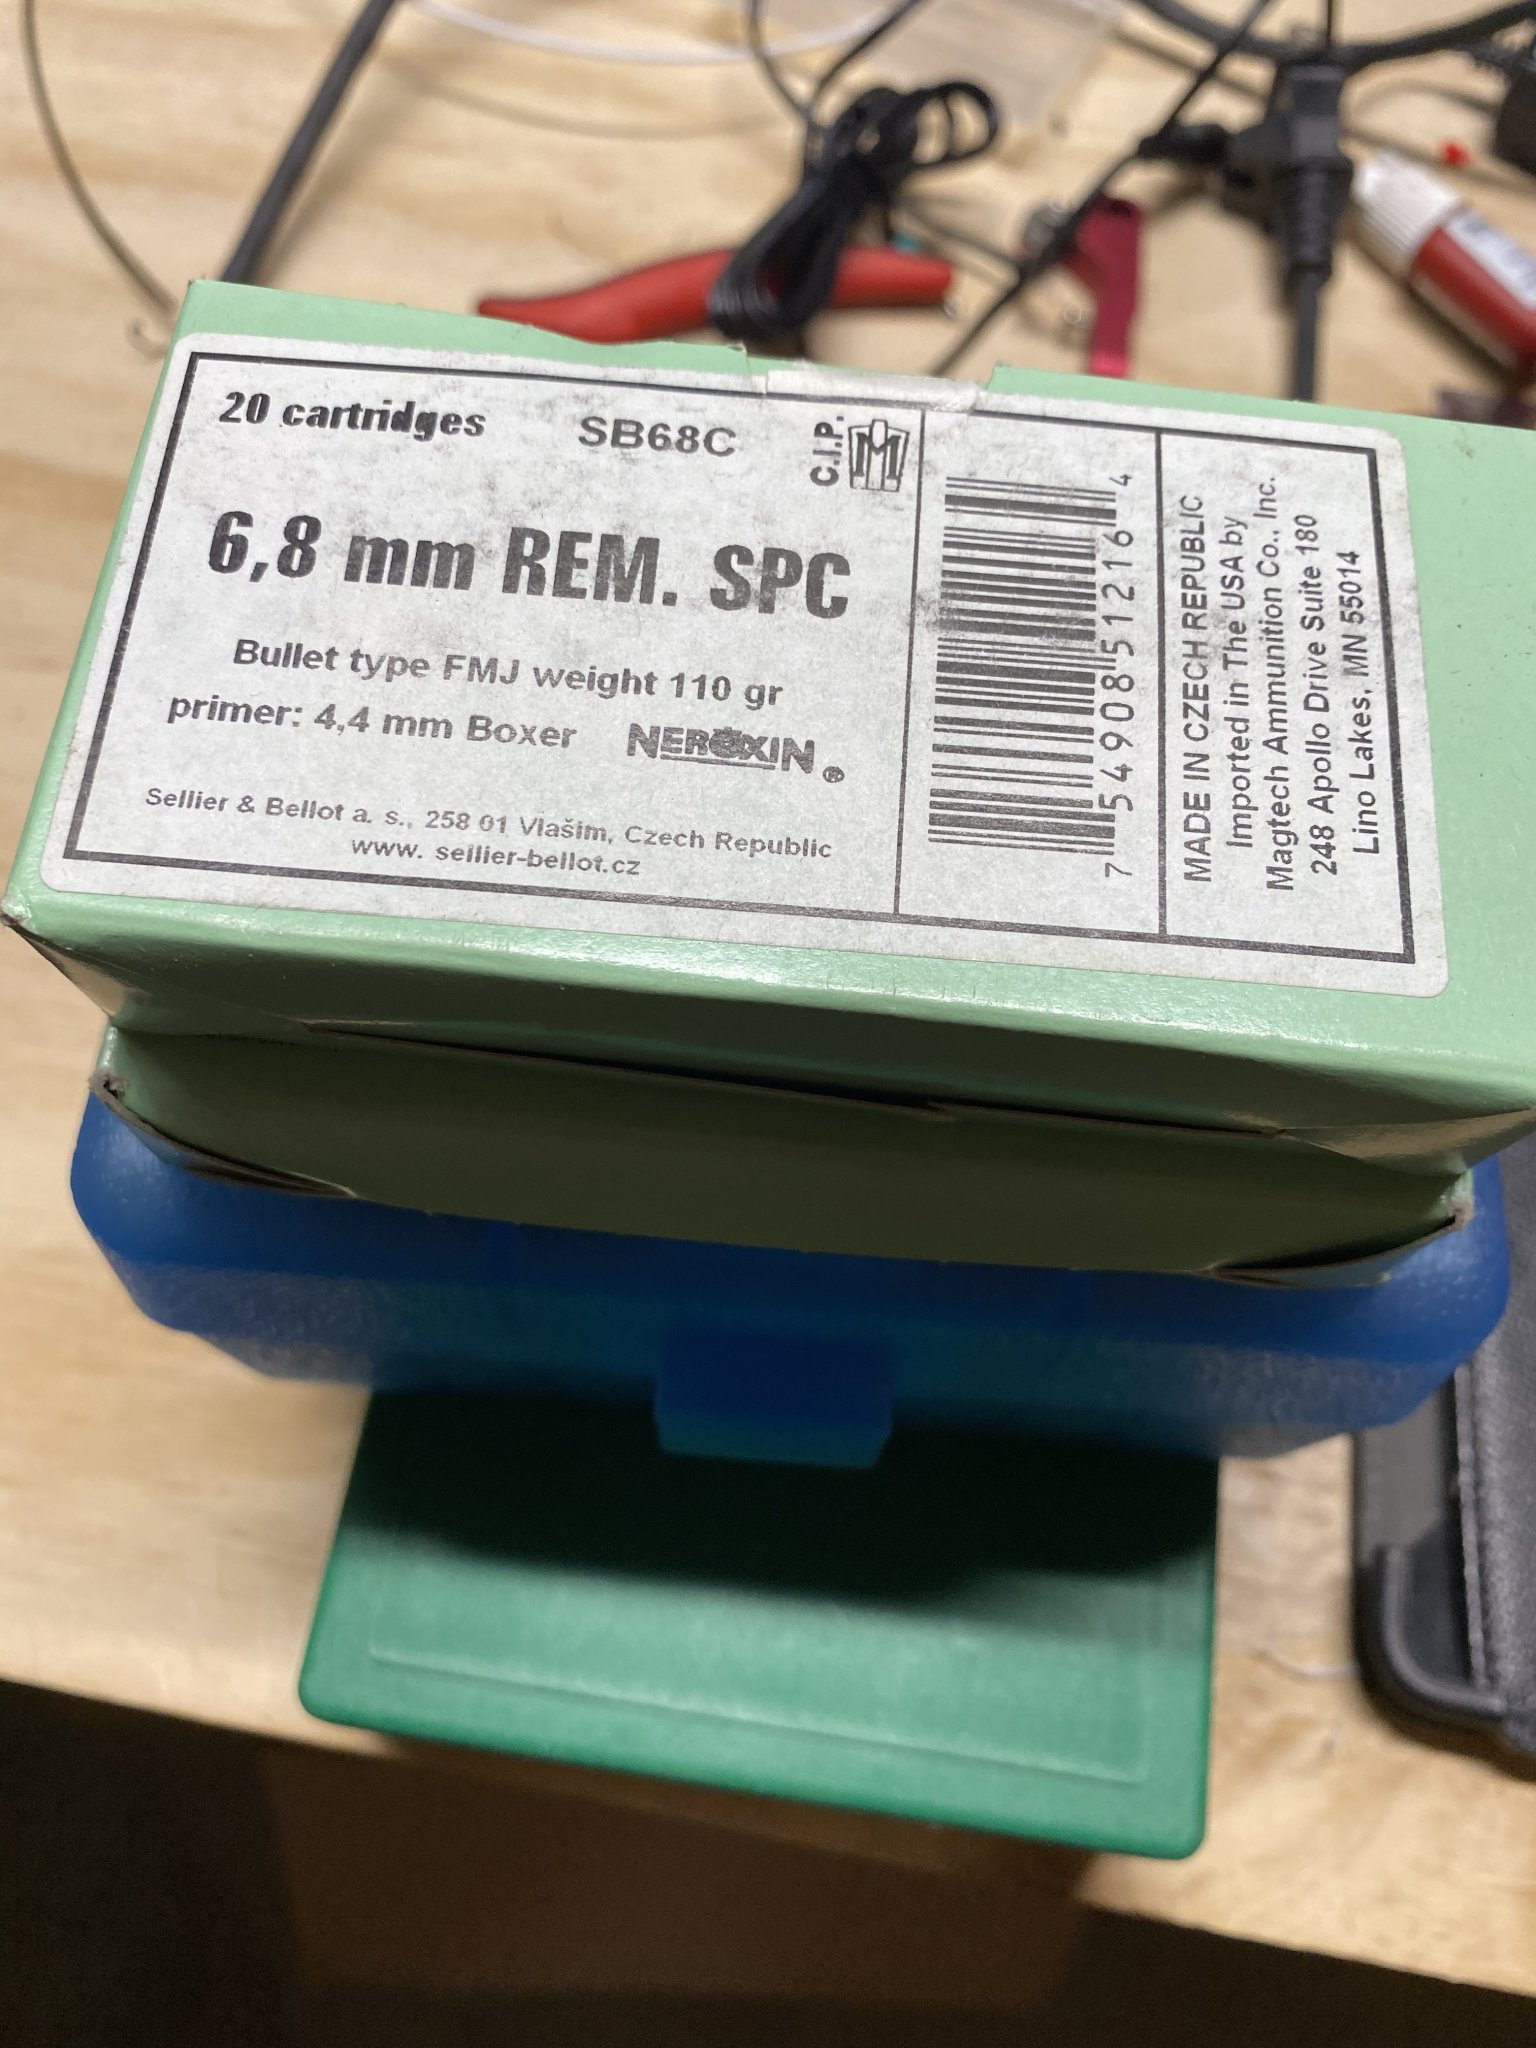 20 cartridges SB68C C.I.P.
6,8 mm REM. SPC
Bullet type FMJ weight 110 gr
primer: 4,4 mm Boxer NEROXIN ®
Sellier & Bellot a. s., 258 01 Vlašim, Czech Republic
www. sellier-bellot.cz
7 54908 51216 4
MADE IN CZECH REPUBLIC
Imported in The USA by
Magtech Ammunition Co., Inc.
248 Apollo Drive Suite 180
Lino Lakes, MN 55014